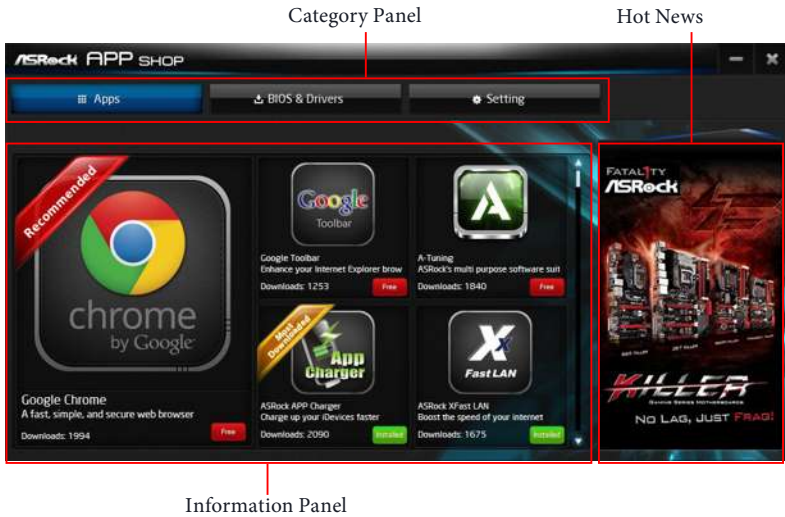 Category Panel
Hot News
ASRock APP SHOP
Apps
BIOS & Drivers
Setting
Recommended
chrome
by Google
Google Chrome
A fast, simple, and secure web browser
Downloads: 1994
Free
Google
Toolbar
Google Toolbar
Enhance your Internet Explorer brow
Downloads: 1253
Free
A-Tuning
ASRock's multi purpose software suit
Downloads: 1840
Free
Most
Downloaded
App
Charger
ASRock APP Charger
Charge up your iDevices faster
Downloads: 2090
Installed
Fast LAN
ASRock XFast LAN
Boost the speed of your internet
Downloads: 1675
Installed
FATAL1TY
ASRock
KILLER
GAMING SERIES MOTHERBOARDS
NO LAG, JUST FRAG!
Information Panel